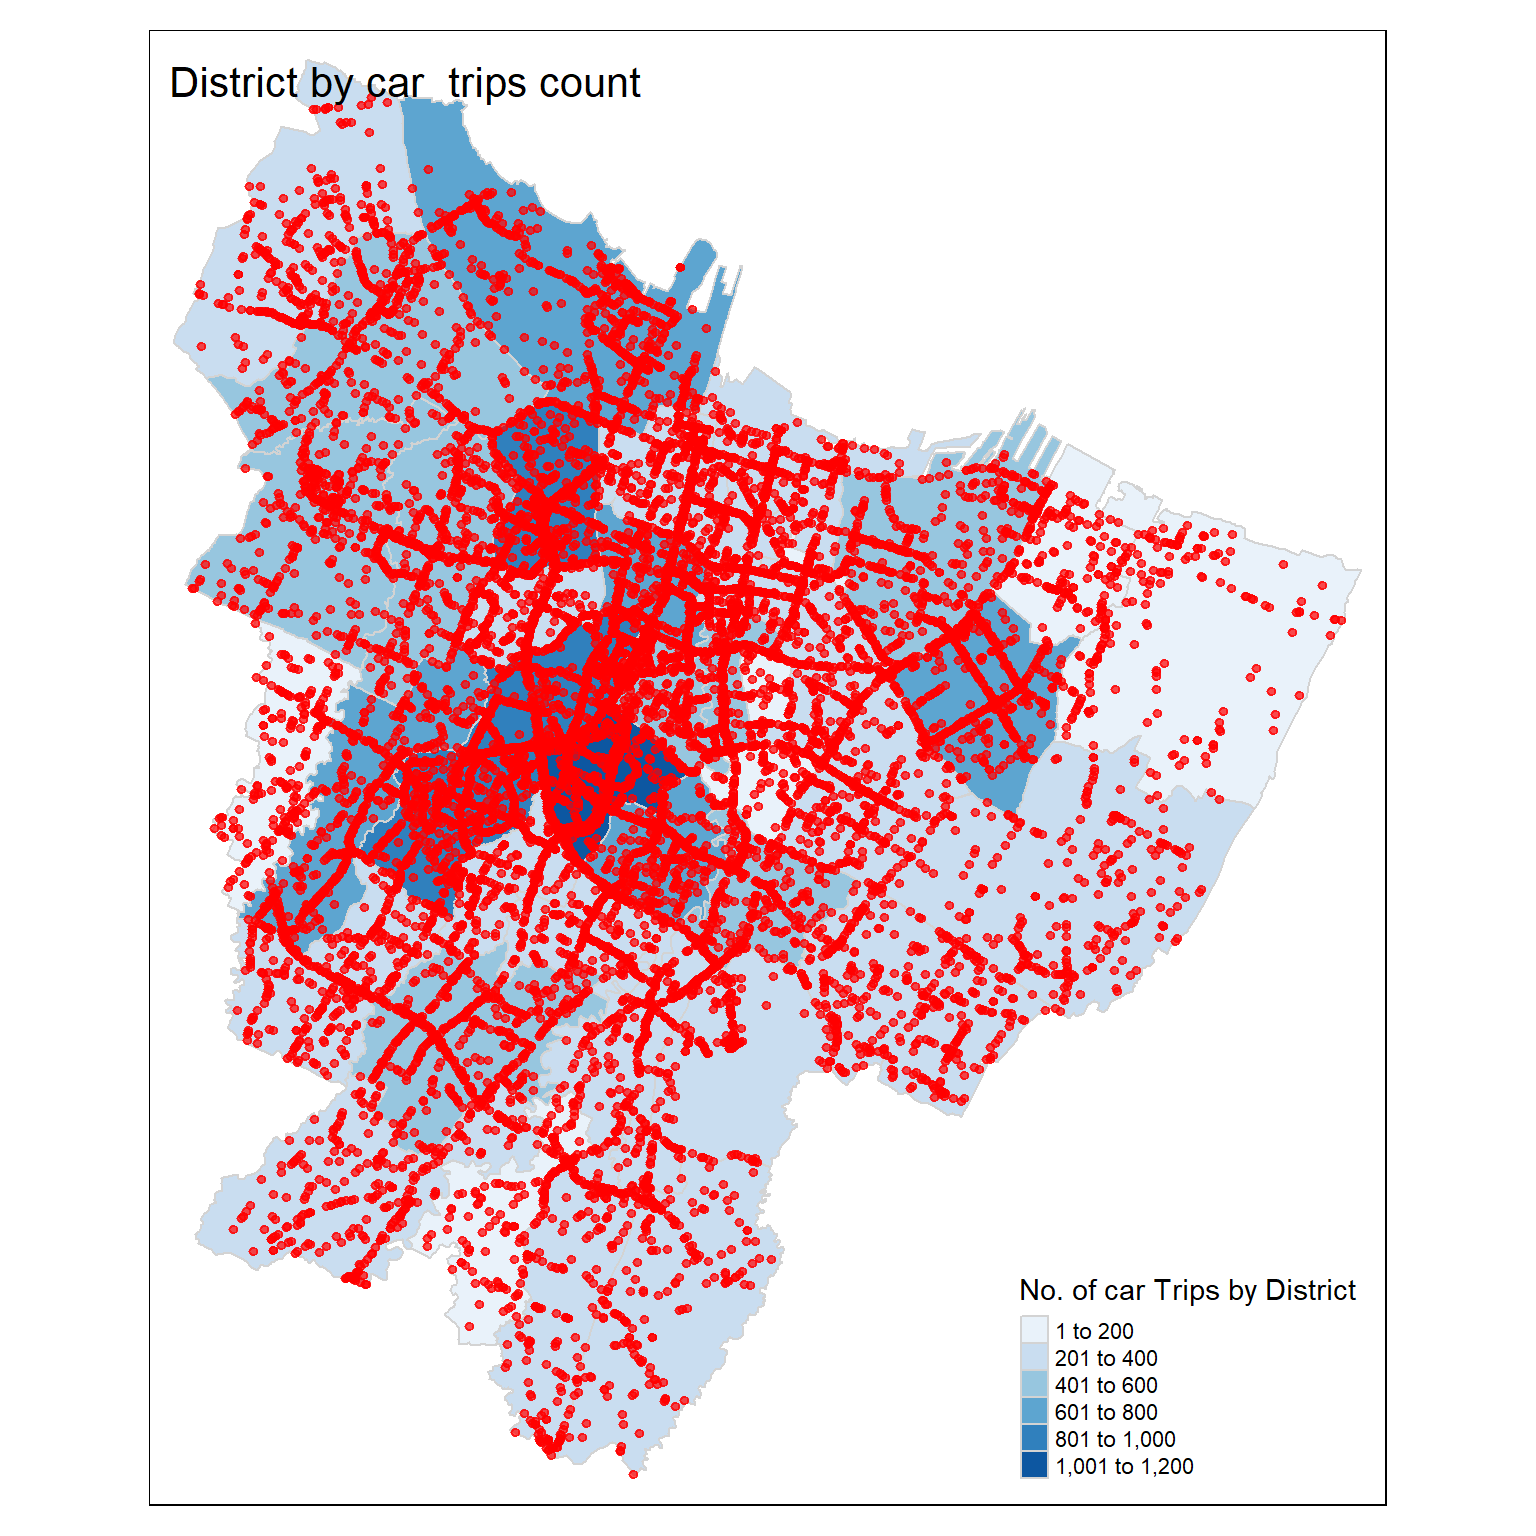 District by car  trips count
No. of car Trips by District
1 to 200
201 to 400
401 to 600
601 to 800
801 to 1,000
1,001 to 1,200